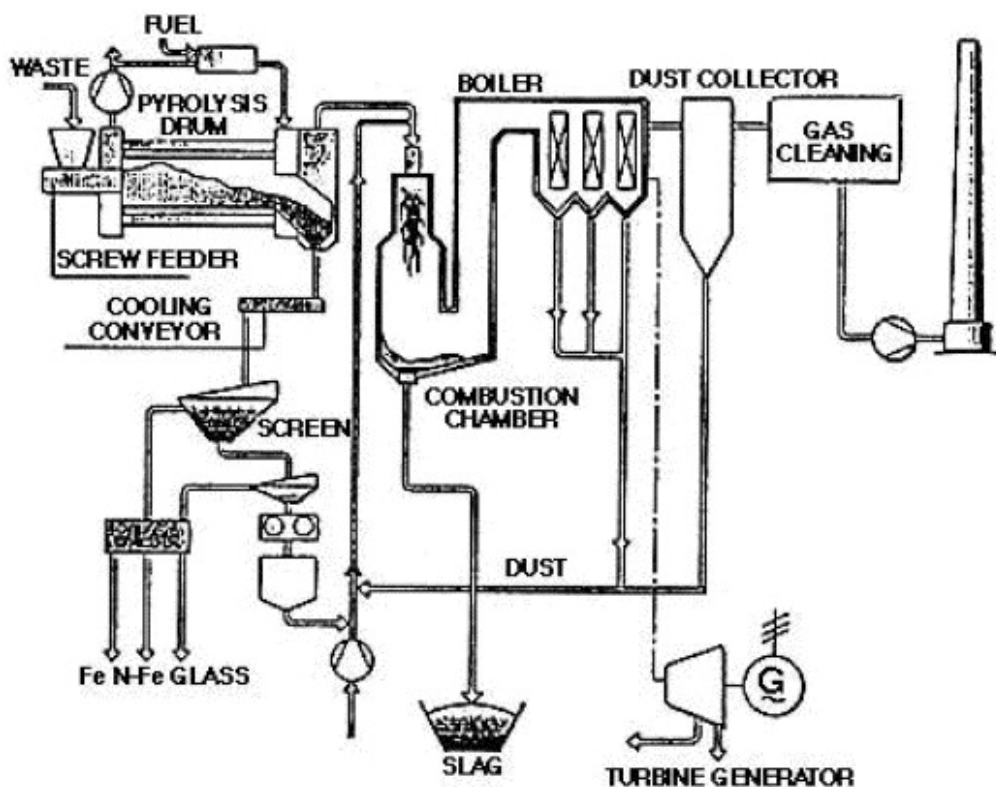 FUEL
WASTE
PYROLYSIS
DRUM
BOILER
DUST COLLECTOR
GAS
CLEANING
SCREW FEEDER
COOLING
CONVEYOR
COMBUSTION
CHAMBER
SCREEN
DUST
Fe N-Fe GLASS
G
~
SLAG
TURBINE GENERATOR